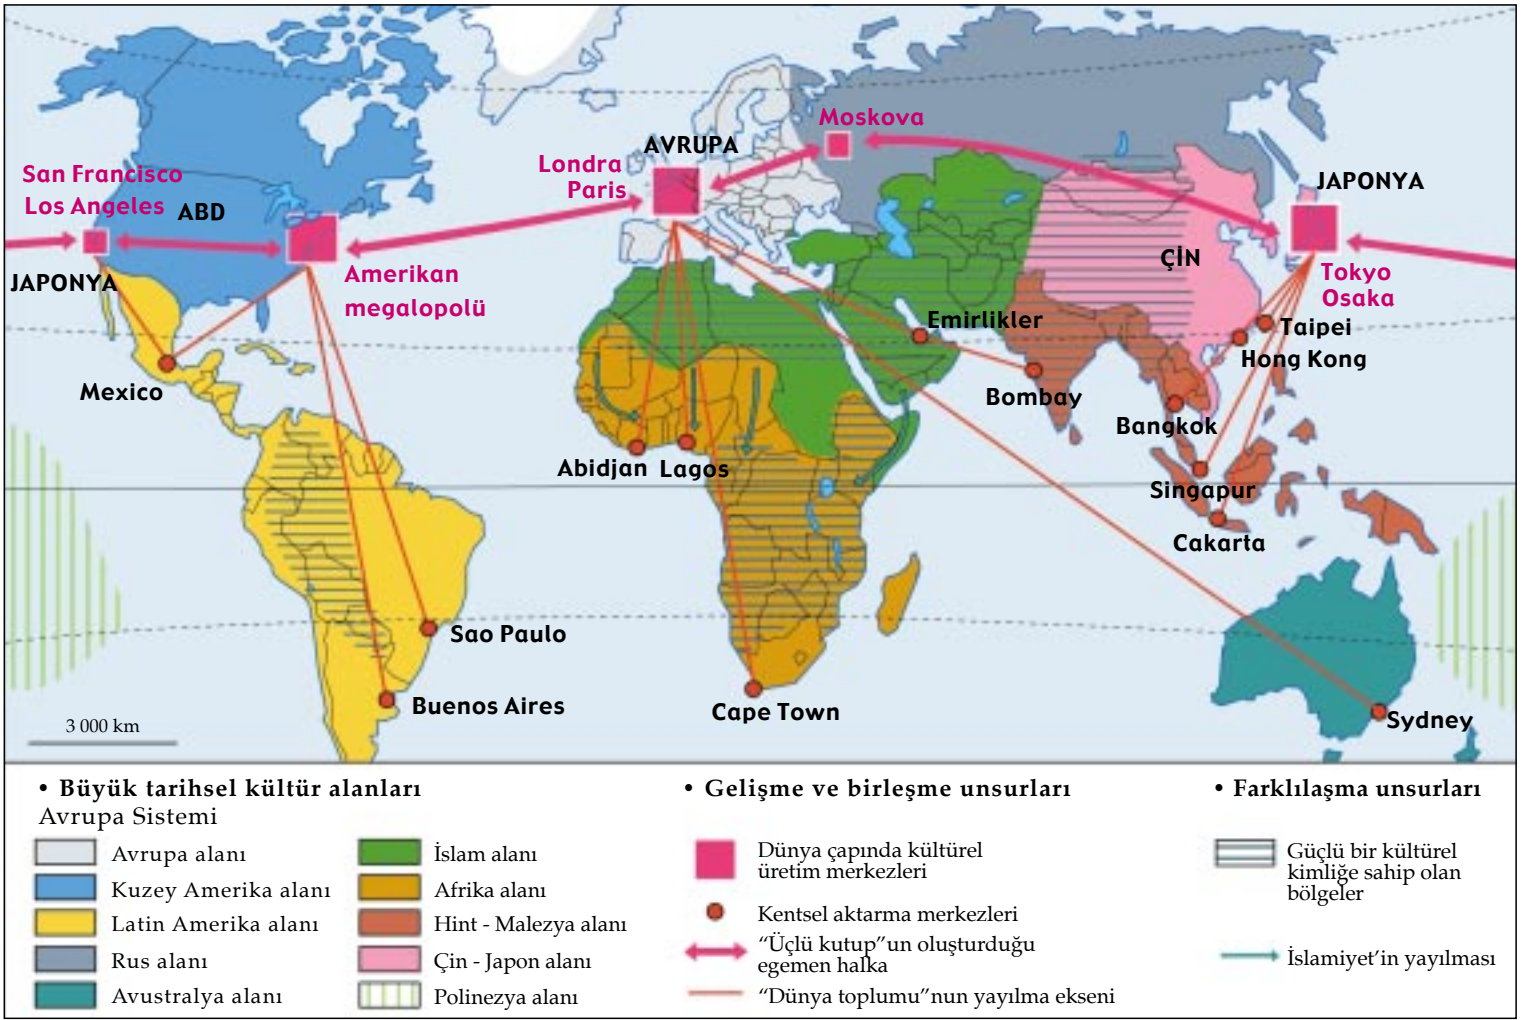 Moskova
AVRUPA
Londra
Paris
San Francisco
Los Angeles
ABD
JAPONYA
ÇİN
JAPONYA
Amerikan
megalopolü
Tokyo
Osaka
Emirlikler
Taipei
Hong Kong
Mexico
Bombay
Bangkok
Abidjan
Lagos
Singapur
Cakarta
Sao Paulo
Buenos Aires
Cape Town
Sydney
3 000 km
• Büyük tarihsel kültür alanları
Avrupa Sistemi
Avrupa alanı
Kuzey Amerika alanı
Latin Amerika alanı
Rus alanı
Avustralya alanı
İslam alanı
Afrika alanı
Hint - Malezya alanı
Çin - Japon alanı
Polinezya alanı
• Gelişme ve birleşme unsurları
Dünya çapında kültürel
üretim merkezleri
Kentsel aktarma merkezleri
“Üçlü kutup”un oluşturduğu
egemen halka
“Dünya toplumu”nun yayılma ekseni
• Farklılaşma unsurları
Güçlü bir kültürel
kimliğe sahip olan
bölgeler
İslamiyet’in yayılması